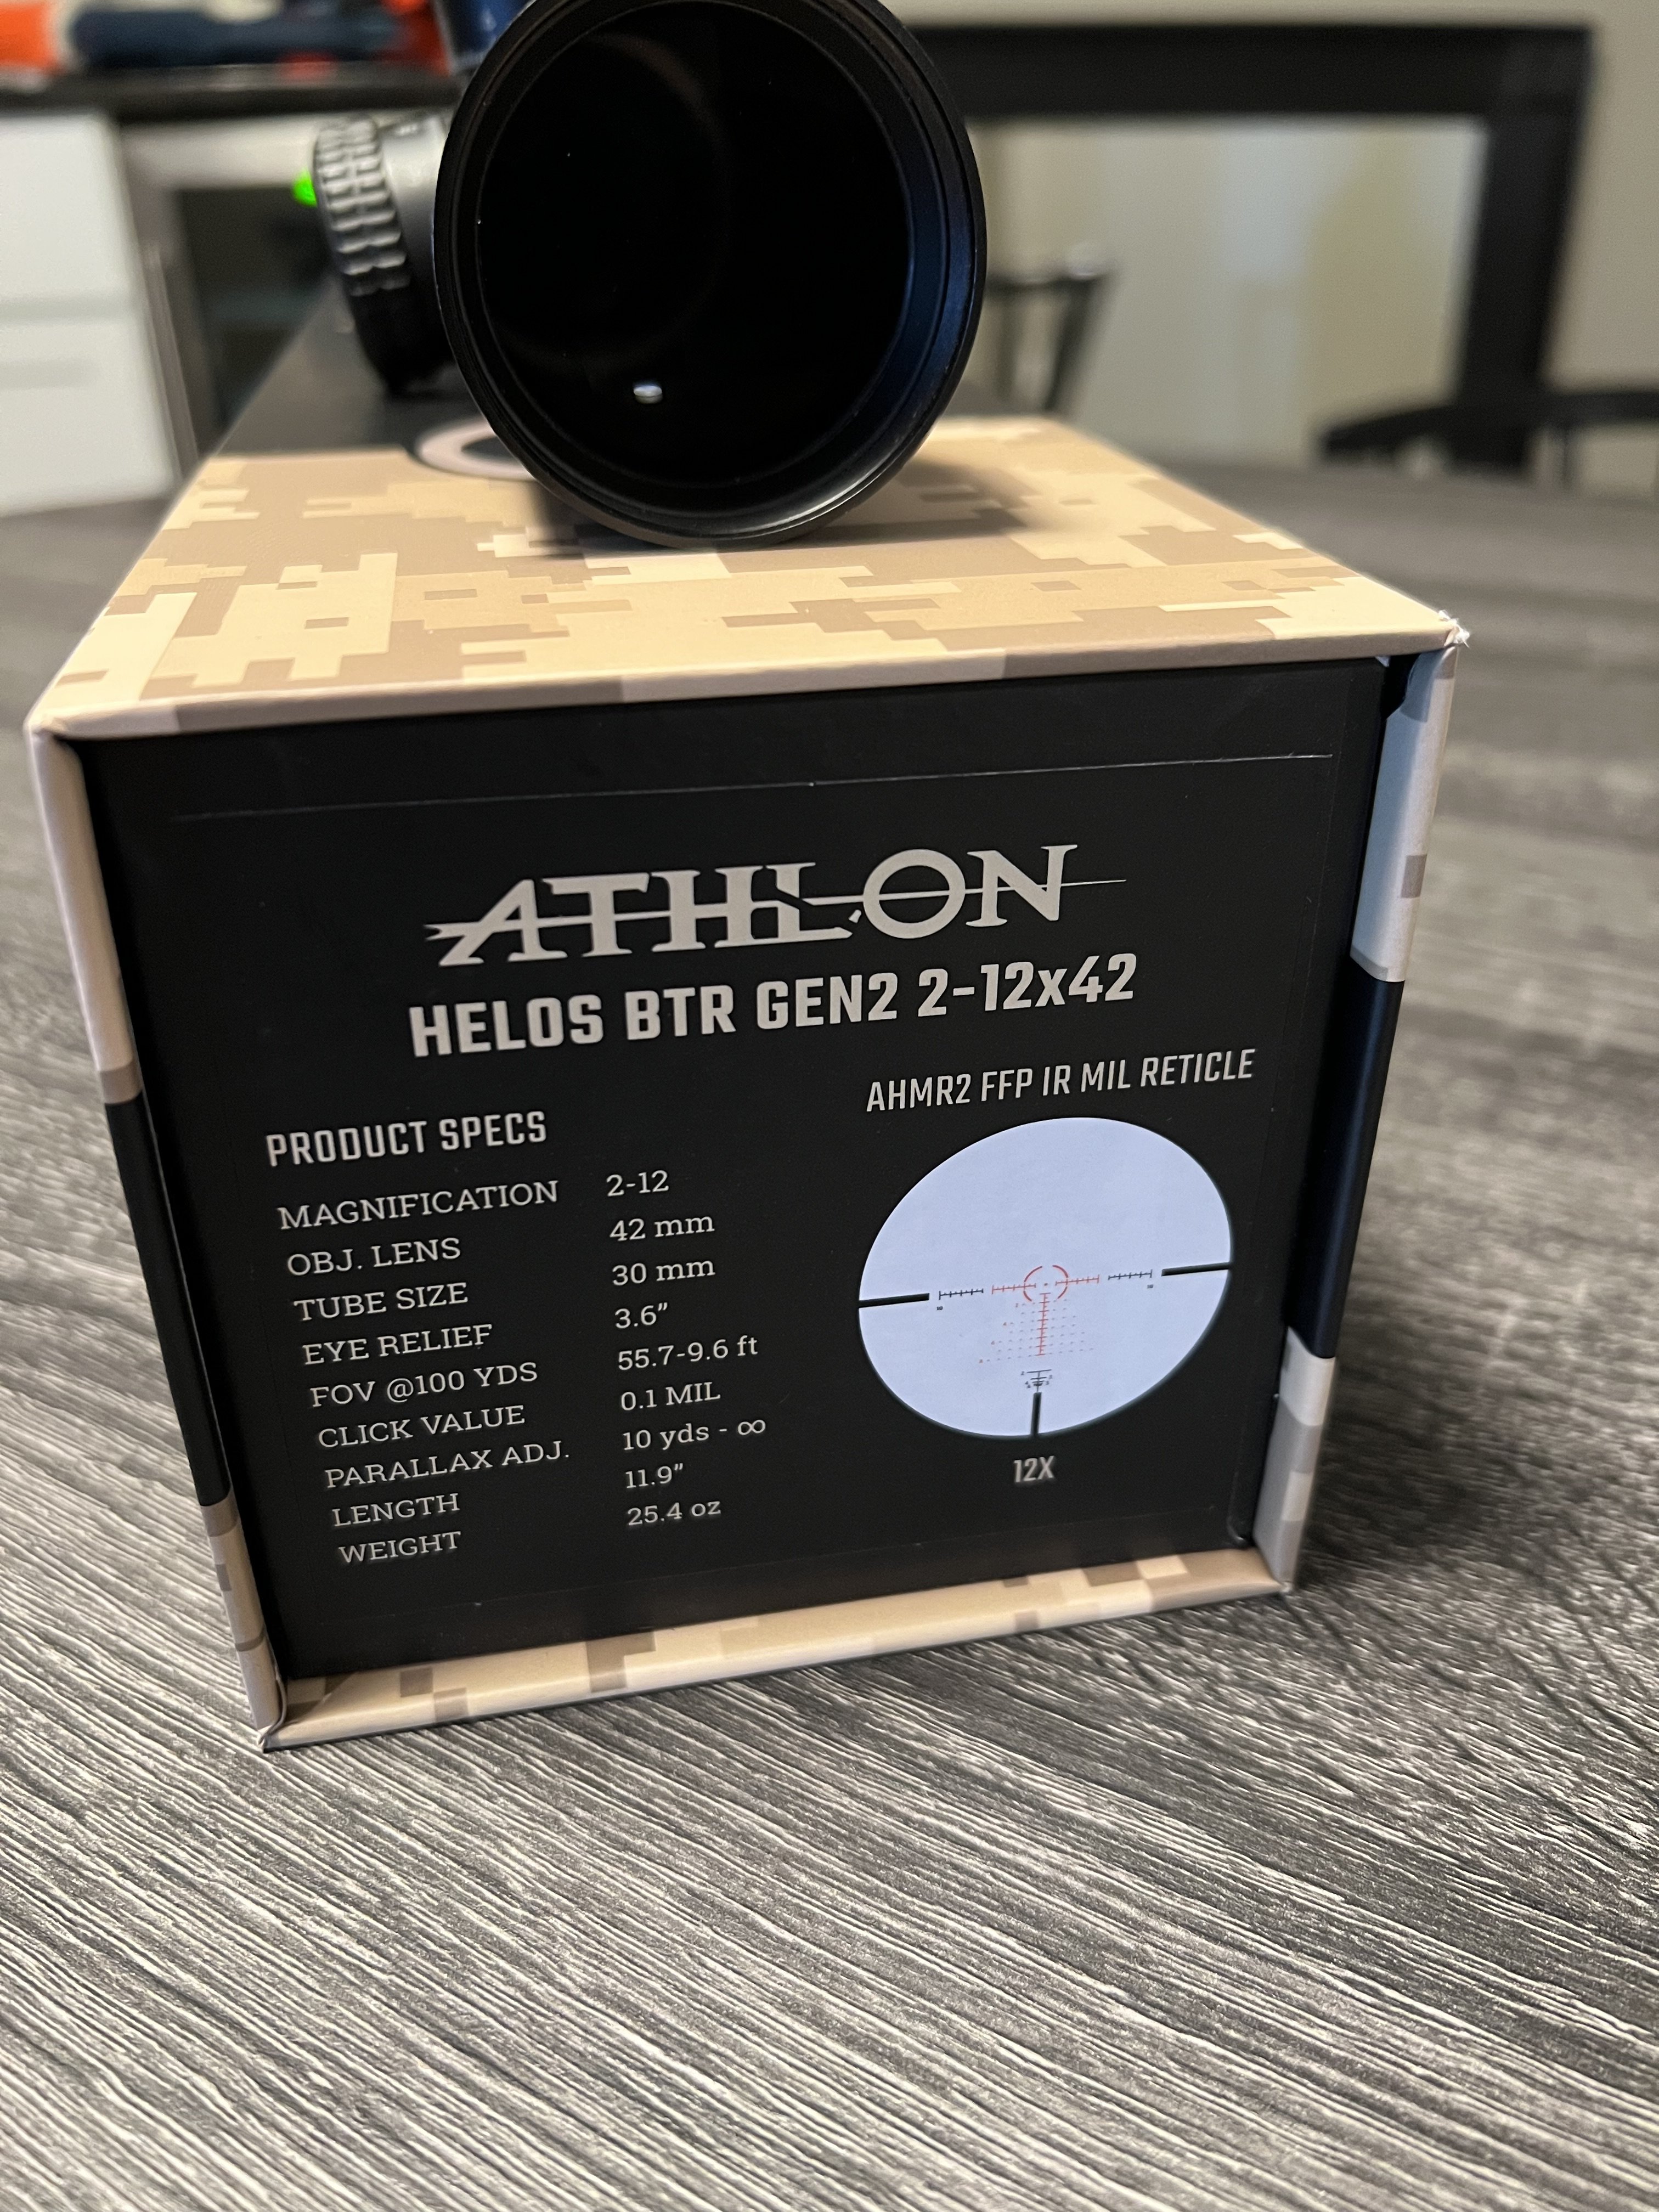 ATHLON
HELOS BTR GEN2 2-12x42
AHMR2 FFP IR MIL RETICLE
PRODUCT SPECS
MAGNIFICATION 2-12
OBJ. LENS 42 mm
TUBE SIZE 30 mm
EYE RELIEF 3.6″
FOV @100 YDS 55.7-9.6 ft
CLICK VALUE 0.1 MIL
PARALLAX ADJ. 10 yds - ∞
LENGTH 11.9″
WEIGHT 25.4 oz
12X